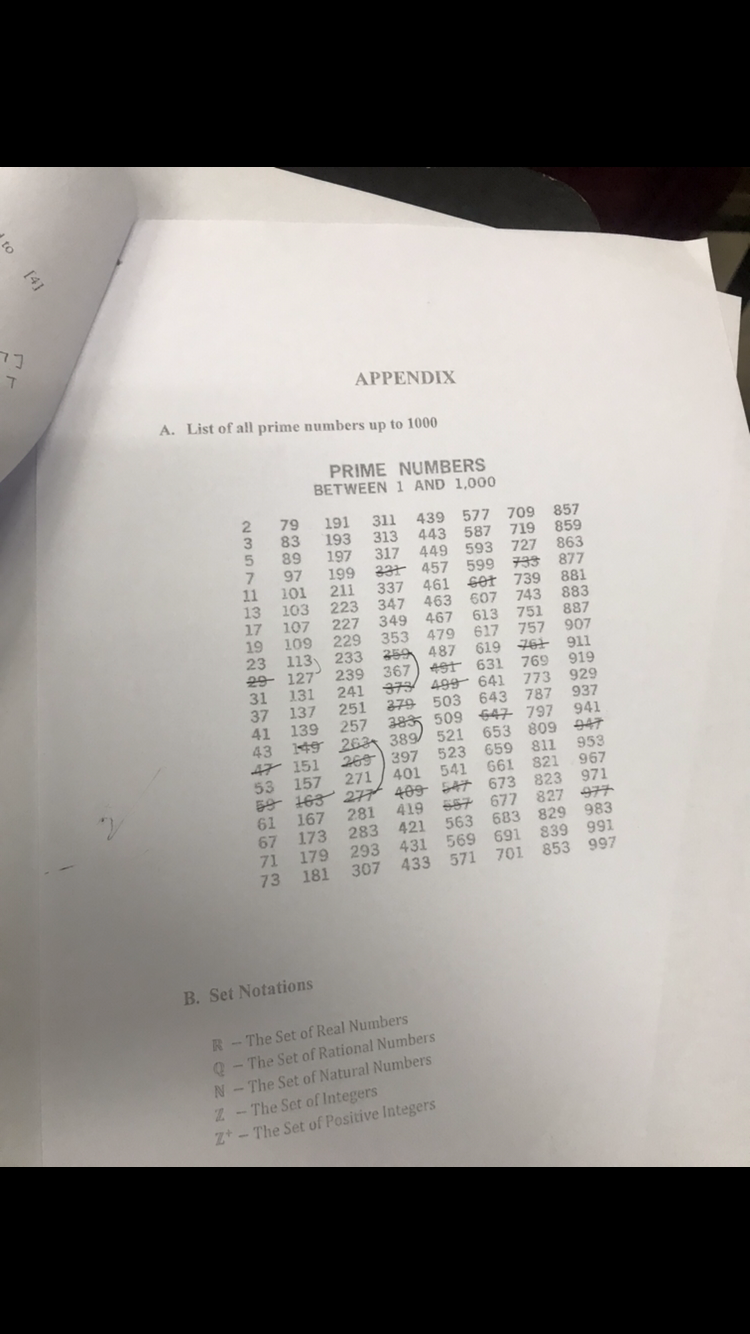 to
[4]
APPENDIX
A. List of all prime numbers up to 1000
PRIME NUMBERS
BETWEEN 1 AND 1,000
2 79 191 311 439 577 709 857
3 83 193 313 443 587 719 859
5 89 197 317 449 593 727 863
7 97 199 331 457 599 733 877
11 101 211 337 461 601 739 881
13 103 223 347 463 607 743 883
17 107 227 349 467 613 751 887
19 109 229 353 479 617 757 907
23 113 233 359 487 619 761 911
29 127 239 367 491 631 769 919
31 131 241 373 499 641 773 929
37 137 251 379 503 643 787 937
41 139 257 383 509 647 797 941
43 149 263 389 521 653 809 947
47 151 269 397 523 659 811 953
53 157 271 401 541 661 821 967
59 163 277 409 547 673 823 971
61 167 281 419 557 677 827 977
67 173 283 421 563 683 829 983
71 179 293 431 569 691 839 991
73 181 307 433 571 701 853 997
B. Set Notations
ℝ – The Set of Real Numbers
ℚ – The Set of Rational Numbers
ℕ – The Set of Natural Numbers
ℤ – The Set of Integers
ℤ⁺ – The Set of Positive Integers